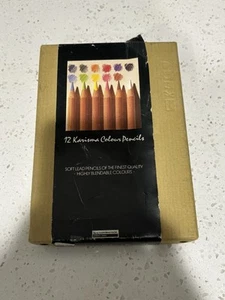 12 Karisma Colour Pencils
SOFT LEAD PENCILS OF THE FINEST QUALITY
HIGHLY BLENDABLE COLOURS